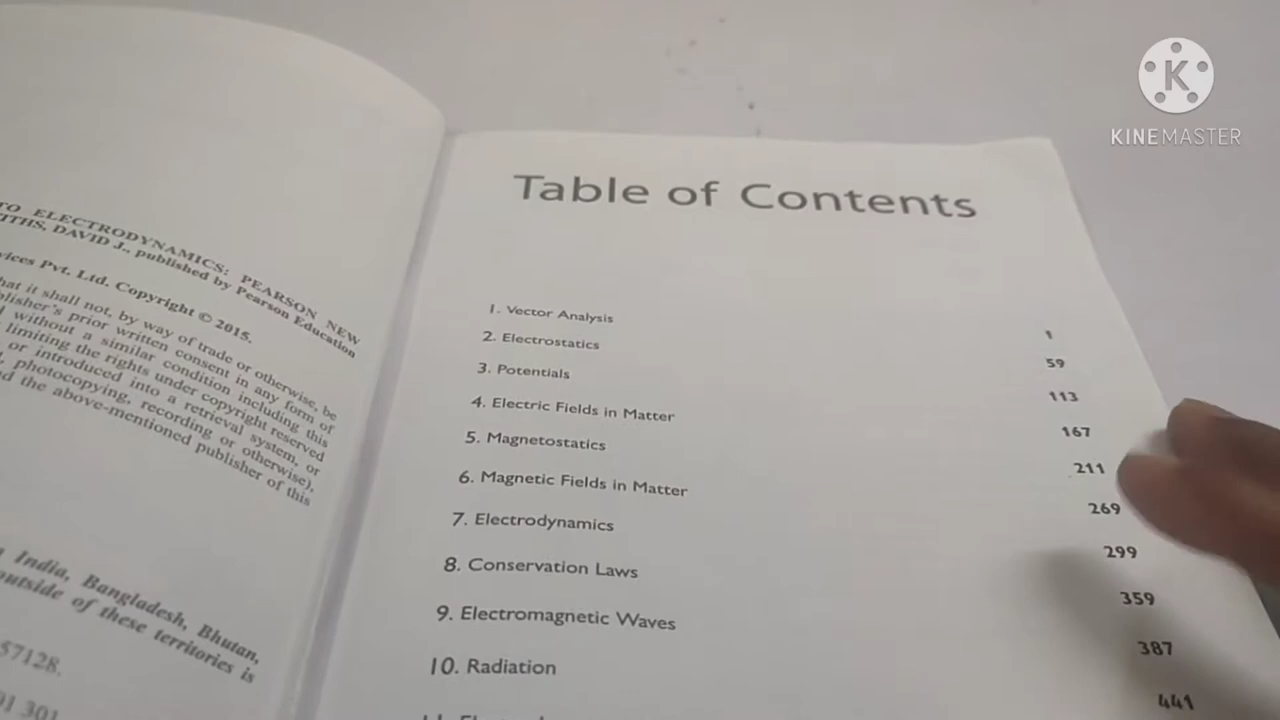 KINEMASTER
TO ELECTRODYNAMICS: PEARSON NEW
DAVID J., published by Pearson Education
Pvt. Ltd. Copyright © 2015.
that it shall not, by way of trade or otherwise, be
prior written consent in any form of
without a similar condition including this
limiting the rights under copyright reserved
or introduced into a retrieval system, or
photocopying, recording or otherwise),
the above-mentioned publisher of this
India, Bangladesh, Bhutan,
outside of these territories is
57128.
01 301
Table of Contents
1. Vector Analysis 1
2. Electrostatics 59
3. Potentials 113
4. Electric Fields in Matter 167
5. Magnetostatics 211
6. Magnetic Fields in Matter 269
7. Electrodynamics 299
8. Conservation Laws 359
9. Electromagnetic Waves 387
10. Radiation 441